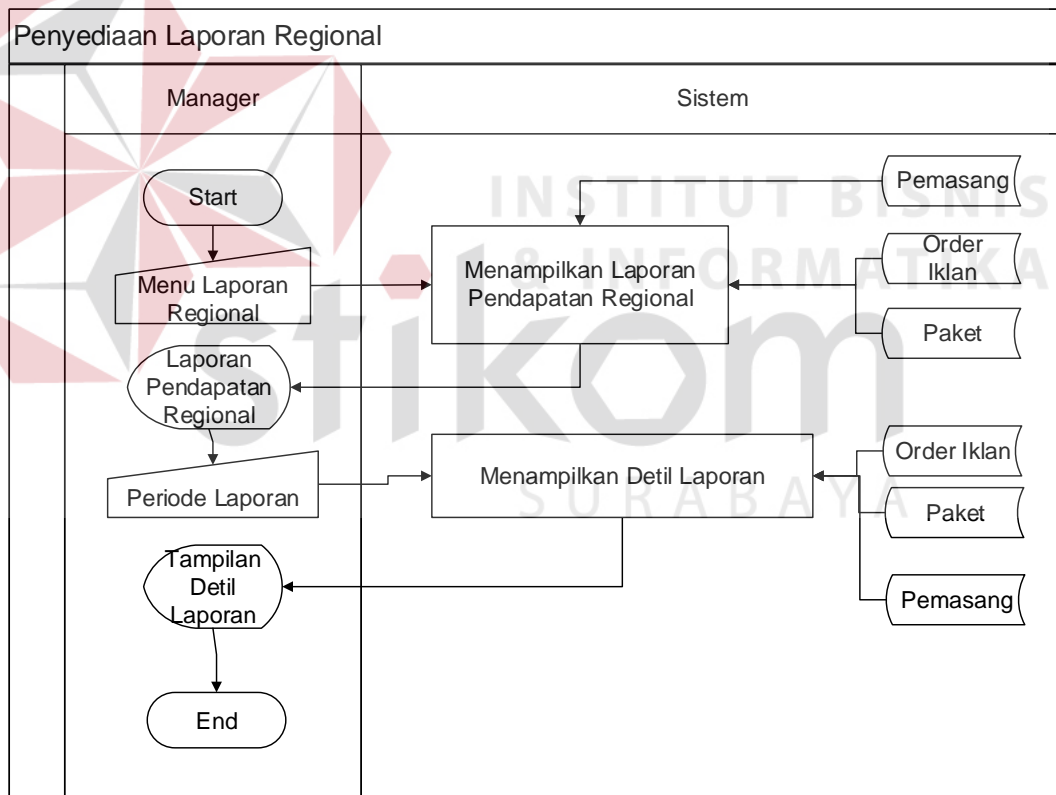 Penyediaan Laporan Regional
Manager
Sistem
Start
Pemasang
INSTITUT BISNIS
Order
Iklan
& INFORMATIKA
Menampilkan Laporan
Pendapatan Regional
Menu Laporan
Regional
Paket
stikom
Laporan
Pendapatan
Regional
Order Iklan
Menampilkan Detil Laporan
Periode Laporan
SURABAYA
Paket
Tampilan
Detil
Laporan
Pemasang
End